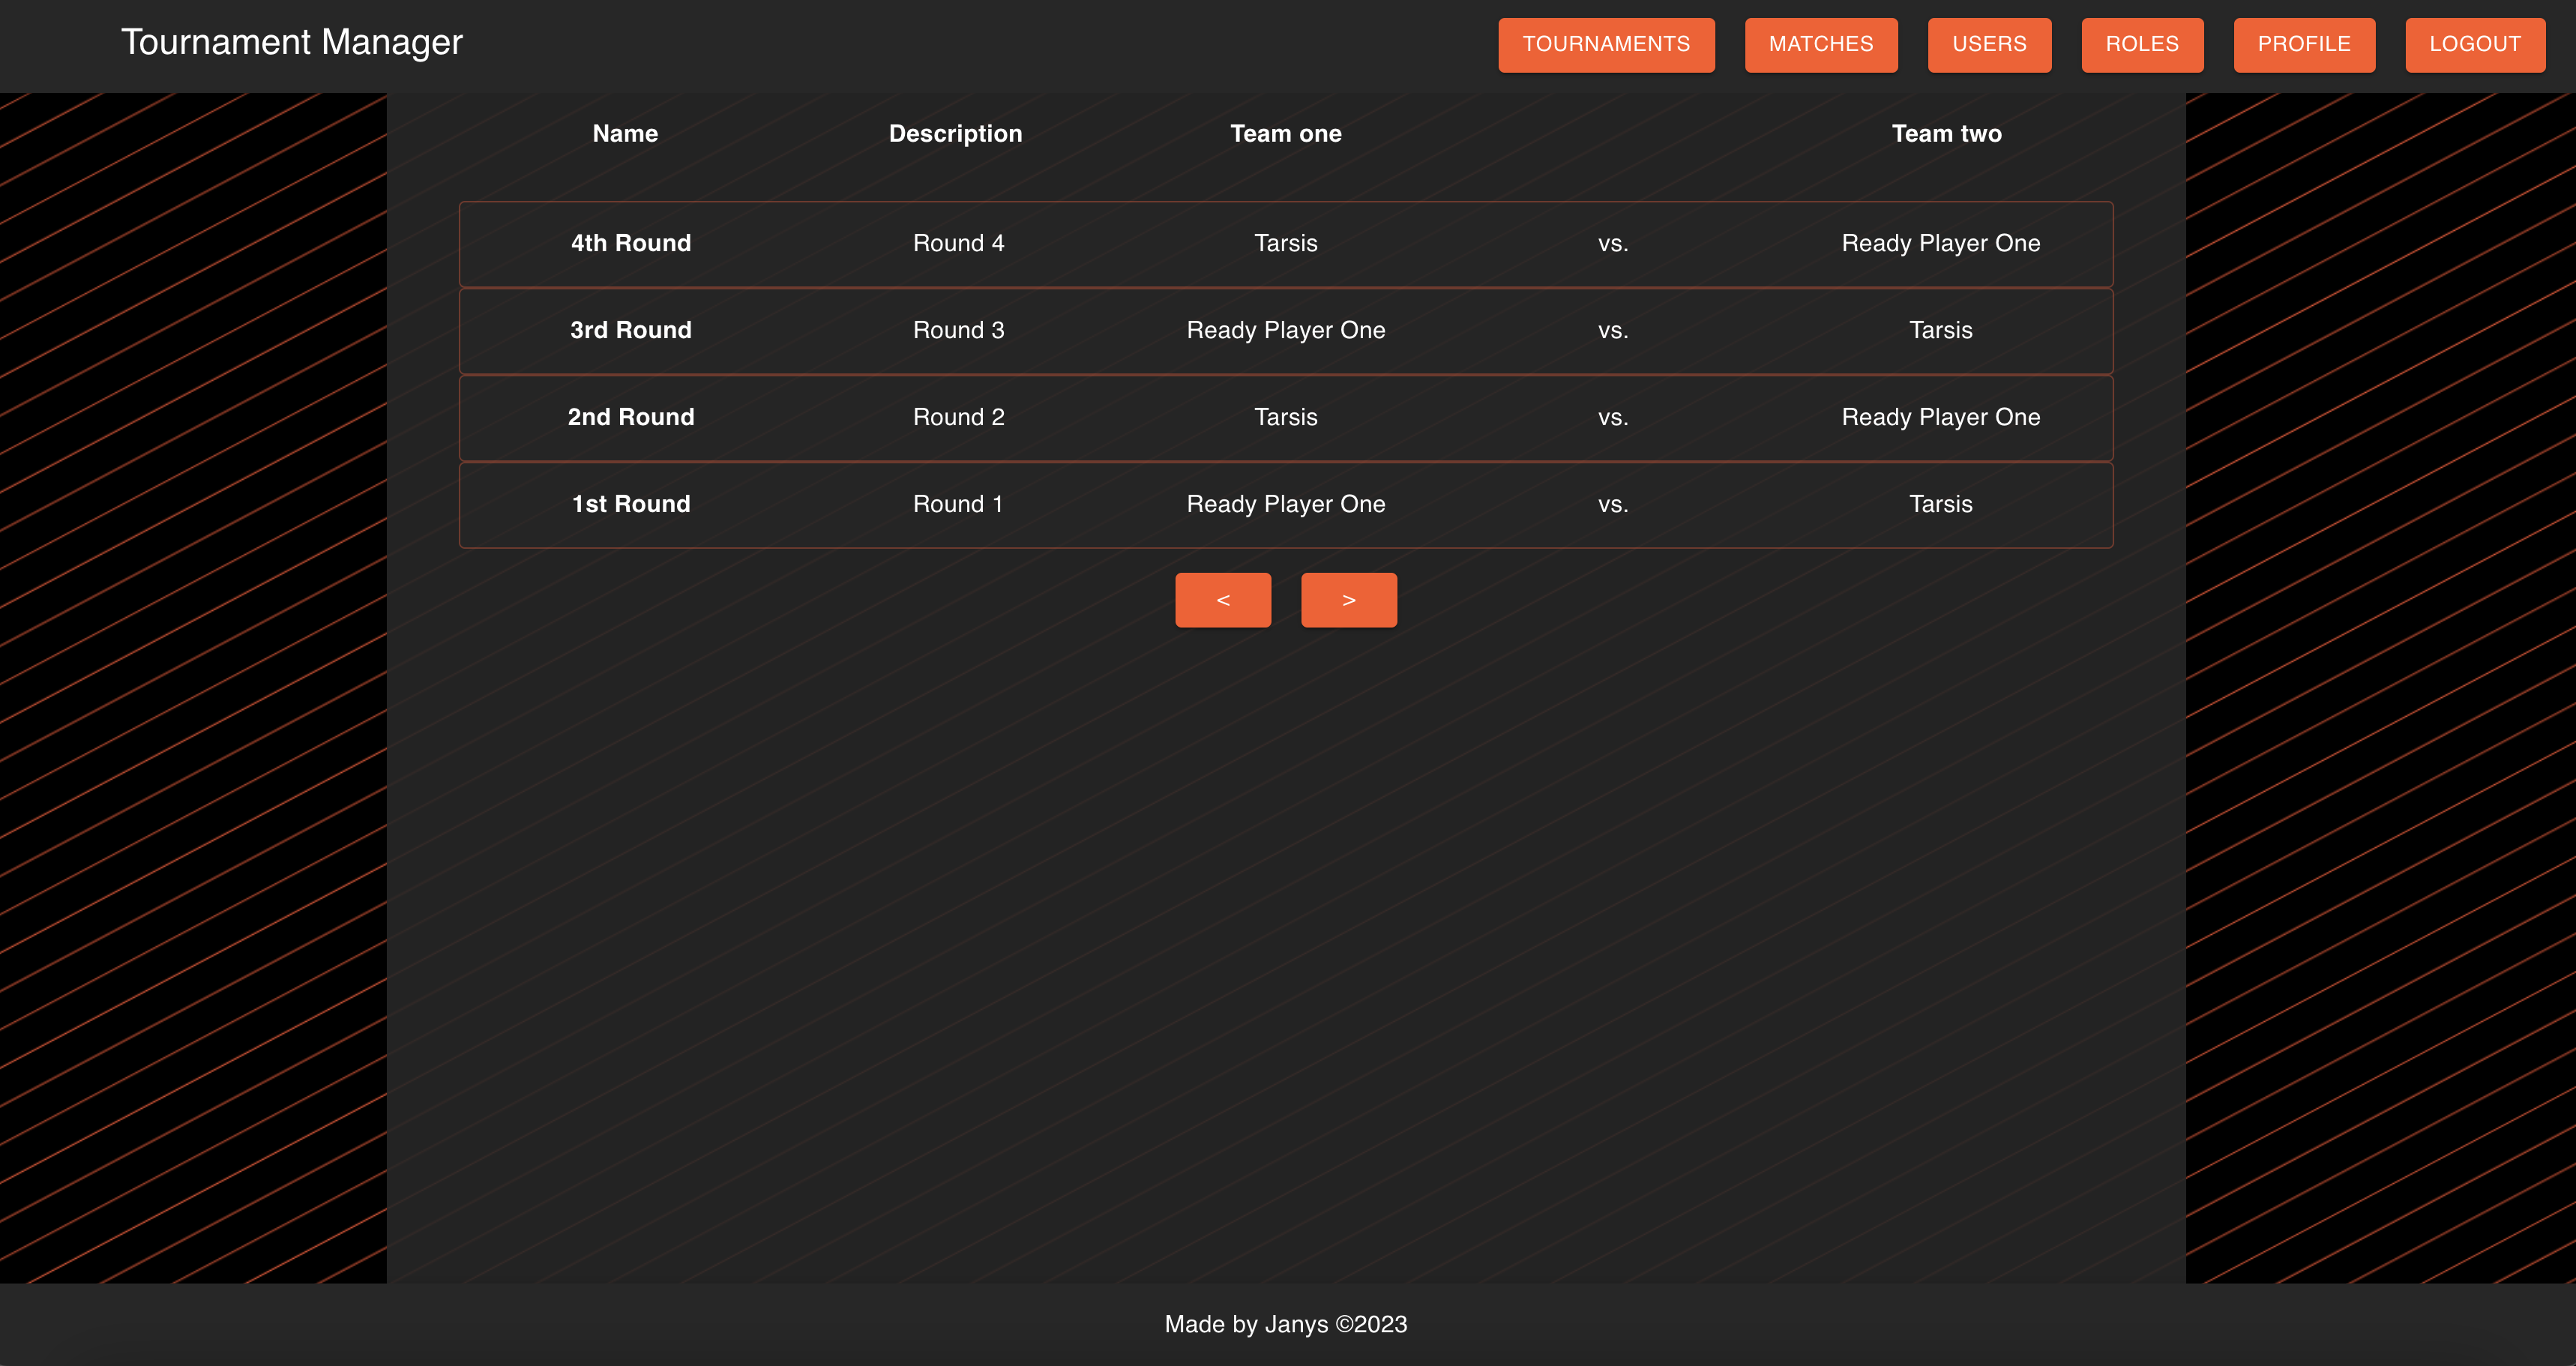 Tournament Manager TOURNAMENTS MATCHES USERS ROLES PROFILE LOGOUT
Name Description Team one Team two
4th Round Round 4 Tarsis vs. Ready Player One
3rd Round Round 3 Ready Player One vs. Tarsis
2nd Round Round 2 Tarsis vs. Ready Player One
1st Round Round 1 Ready Player One vs. Tarsis
< >
Made by Janys ©2023